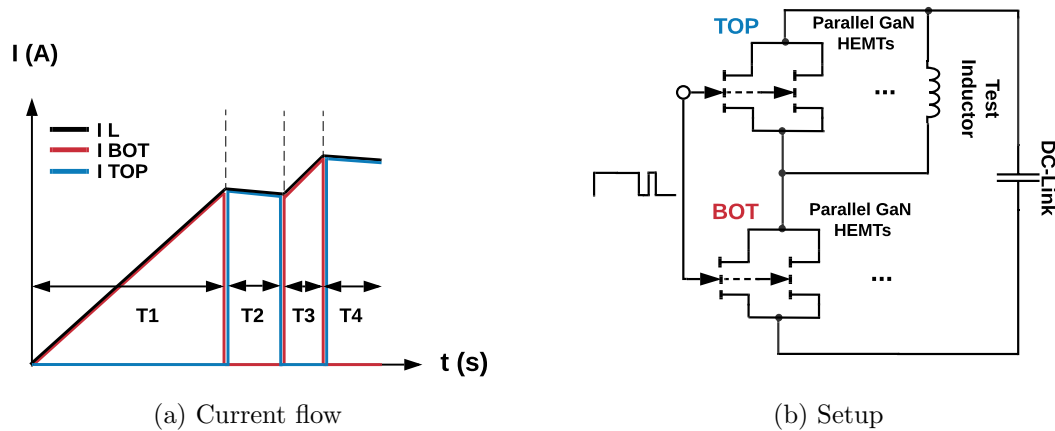 I (A)
I L
I BOT
I TOP
T1
T2
T3
T4
t (s)
(a) Current flow
TOP
Parallel GaN
HEMTs
...
Test
Inductor
DC-Link
BOT
Parallel GaN
HEMTs
...
(b) Setup